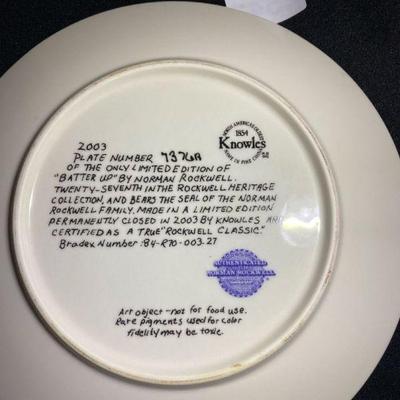 2003
PLATE NUMBER 7376A
OF THE ONLY LIMITED EDITION OF
"BATTER UP" BY NORMAN ROCKWELL.
TWENTY-SEVENTH IN THE ROCKWELL HERITAGE
COLLECTION, AND BEARS THE SEAL OF THE NORMAN
ROCKWELL FAMILY. MADE IN A LIMITED EDITION
PERMANENTLY CLOSED IN 2003 BY KNOWLES AND
CERTIFIED AS A TRUE "ROCKWELL CLASSIC."
Bradex Number: 84-R70-003.27
1854
Knowles
AUTHENTICATED
NORMAN ROCKWELL
Art object-not for food use.
Rare pigments used for color
fidelity may be toxic.